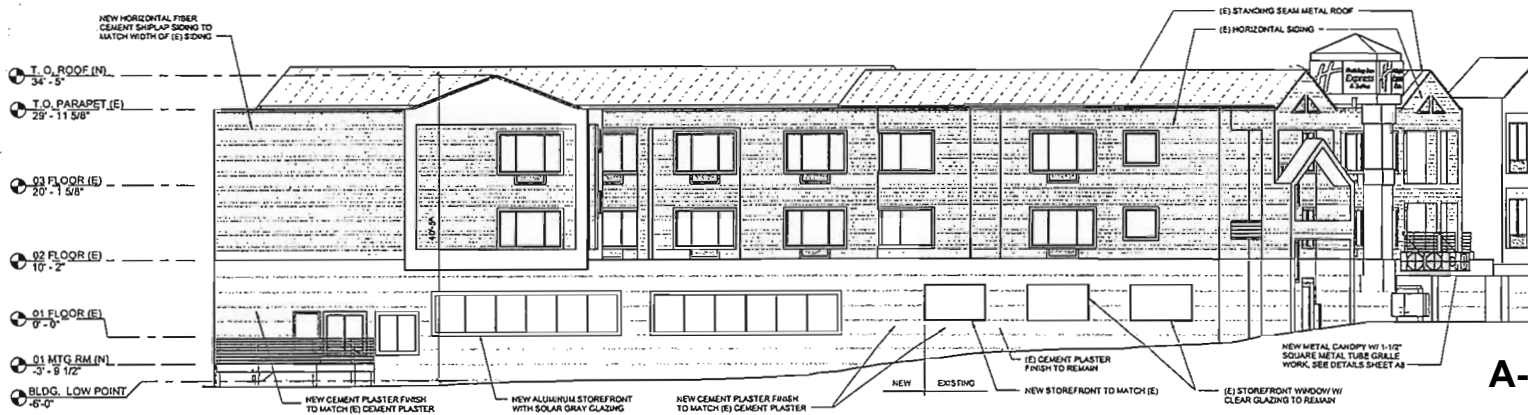 NEW HORIZONTAL FIBER
CEMENT SHIPLAP SIDING TO
MATCH WIDTH OF (E) SIDING
(E) STANDING SEAM METAL ROOF
(E) HORIZONTAL SIDING
T. O. ROOF (N)
34' - 5"
T.O. PARAPET (E)
29' - 11 5/8"
03 FLOOR (E)
20' - 1 5/8"
02 FLOOR (E)
10' - 2"
01 FLOOR (E)
0' - 0"
01 MTG RM (N)
-3' - 9 1/2"
BLDG. LOW POINT
-6'-0"
Express
NEW CEMENT PLASTER FINISH
TO MATCH (E) CEMENT PLASTER
NEW ALUMINUM STOREFRONT
WITH SOLAR GRAY GLAZING
NEW CEMENT PLASTER FINISH
TO MATCH (E) CEMENT PLASTER
NEW EXISTING
(E) CEMENT PLASTER
FINISH TO REMAIN
NEW STOREFRONT TO MATCH (E)
(E) STOREFRONT WINDOW W/
CLEAR GLAZING TO REMAIN
NEW METAL CANOPY W/ 1-1/2"
SQUARE METAL TUBE GRILLE
WORK, SEE DETAILS SHEET A8
A-